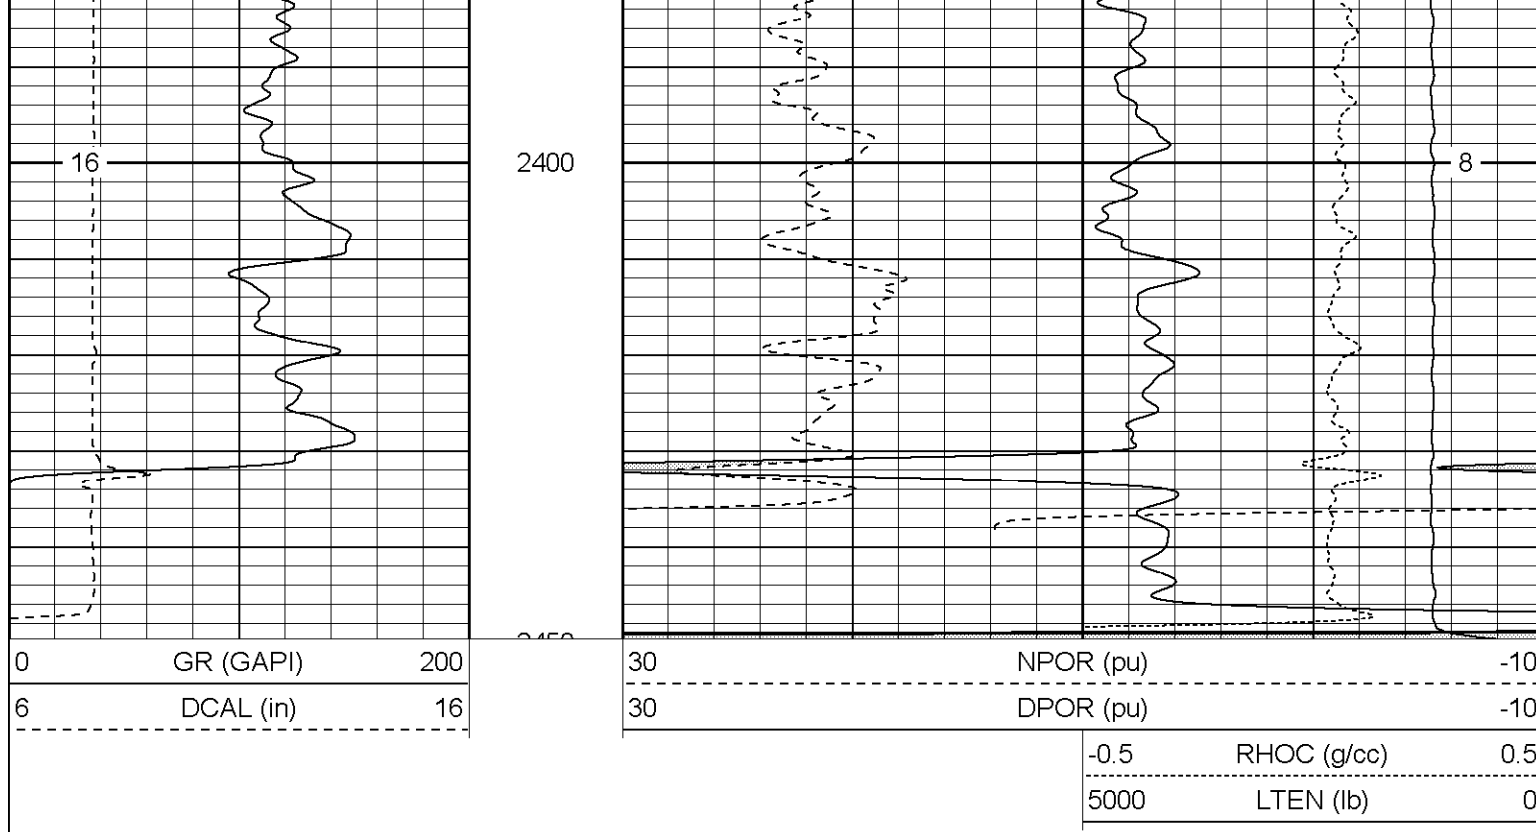 16
2400
8
2450
0 GR (GAPI) 200
30 NPOR (pu) -10
6 DCAL (in) 16
30 DPOR (pu) -10
-0.5 RHOC (g/cc) 0.5
5000 LTEN (lb) 0